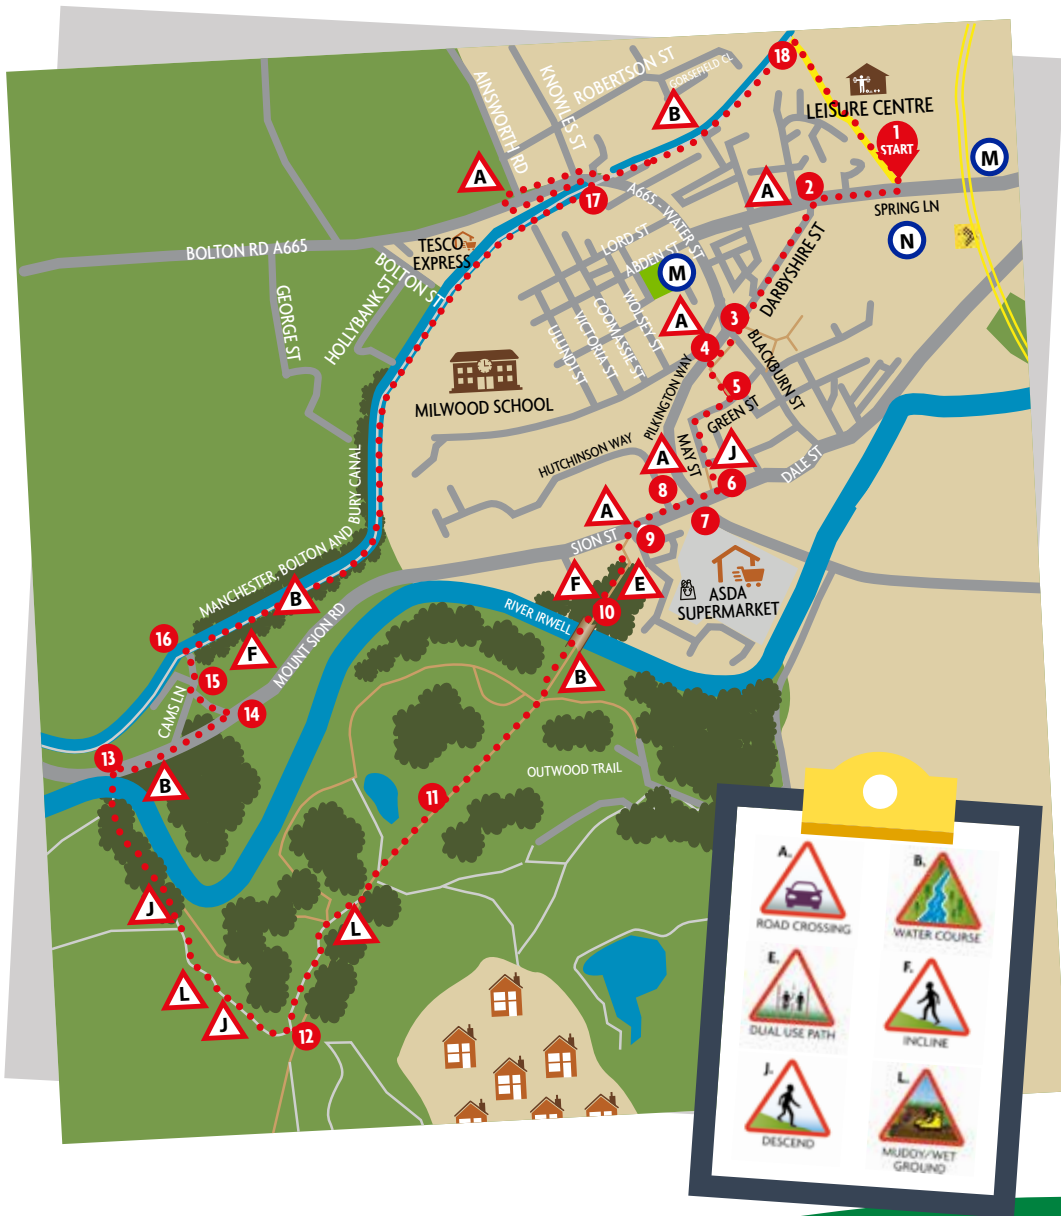 18
LEISURE CENTRE
1
START
M
2
A
SPRING LN
N
ROBERTSON ST
GORSEFIELD CL
KNOWLES ST
AINSWORTH RD
B
A
17
A665 - WATER ST
BOLTON RD A665
TESCO
EXPRESS
BOLTON ST
HOLLYBANK ST
GEORGE ST
LORD ST
ABDEN ST
M
WOLSEY ST
COOMASSIE ST
VICTORIA ST
ULUNDI ST
DARBYSHIRE ST
A
3
4
BLACKBURN ST
5
GREEN ST
PILKINGTON WAY
MILWOOD SCHOOL
HUTCHINSON WAY
MAY ST
A
J
8
6
DALE ST
7
A
9
SION ST
F
E
10
ASDA
SUPERMARKET
MANCHESTER, BOLTON AND BURY CANAL
B
16
F
MOUNT SION RD
RIVER IRWELL
B
15
14
CAMS LN
13
B
OUTWOOD TRAIL
11
J
L
L
J
12
A.
ROAD CROSSING
B.
WATER COURSE
E.
DUAL USE PATH
F.
INCLINE
J.
DESCEND
L.
MUDDY/WET
GROUND